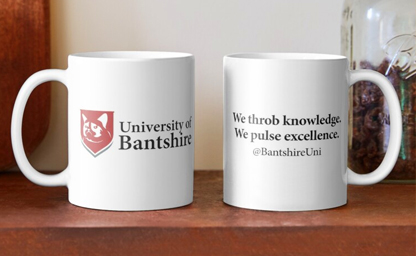 University of
Bantshire
We throb knowledge.
We pulse excellence.
@BantshireUni